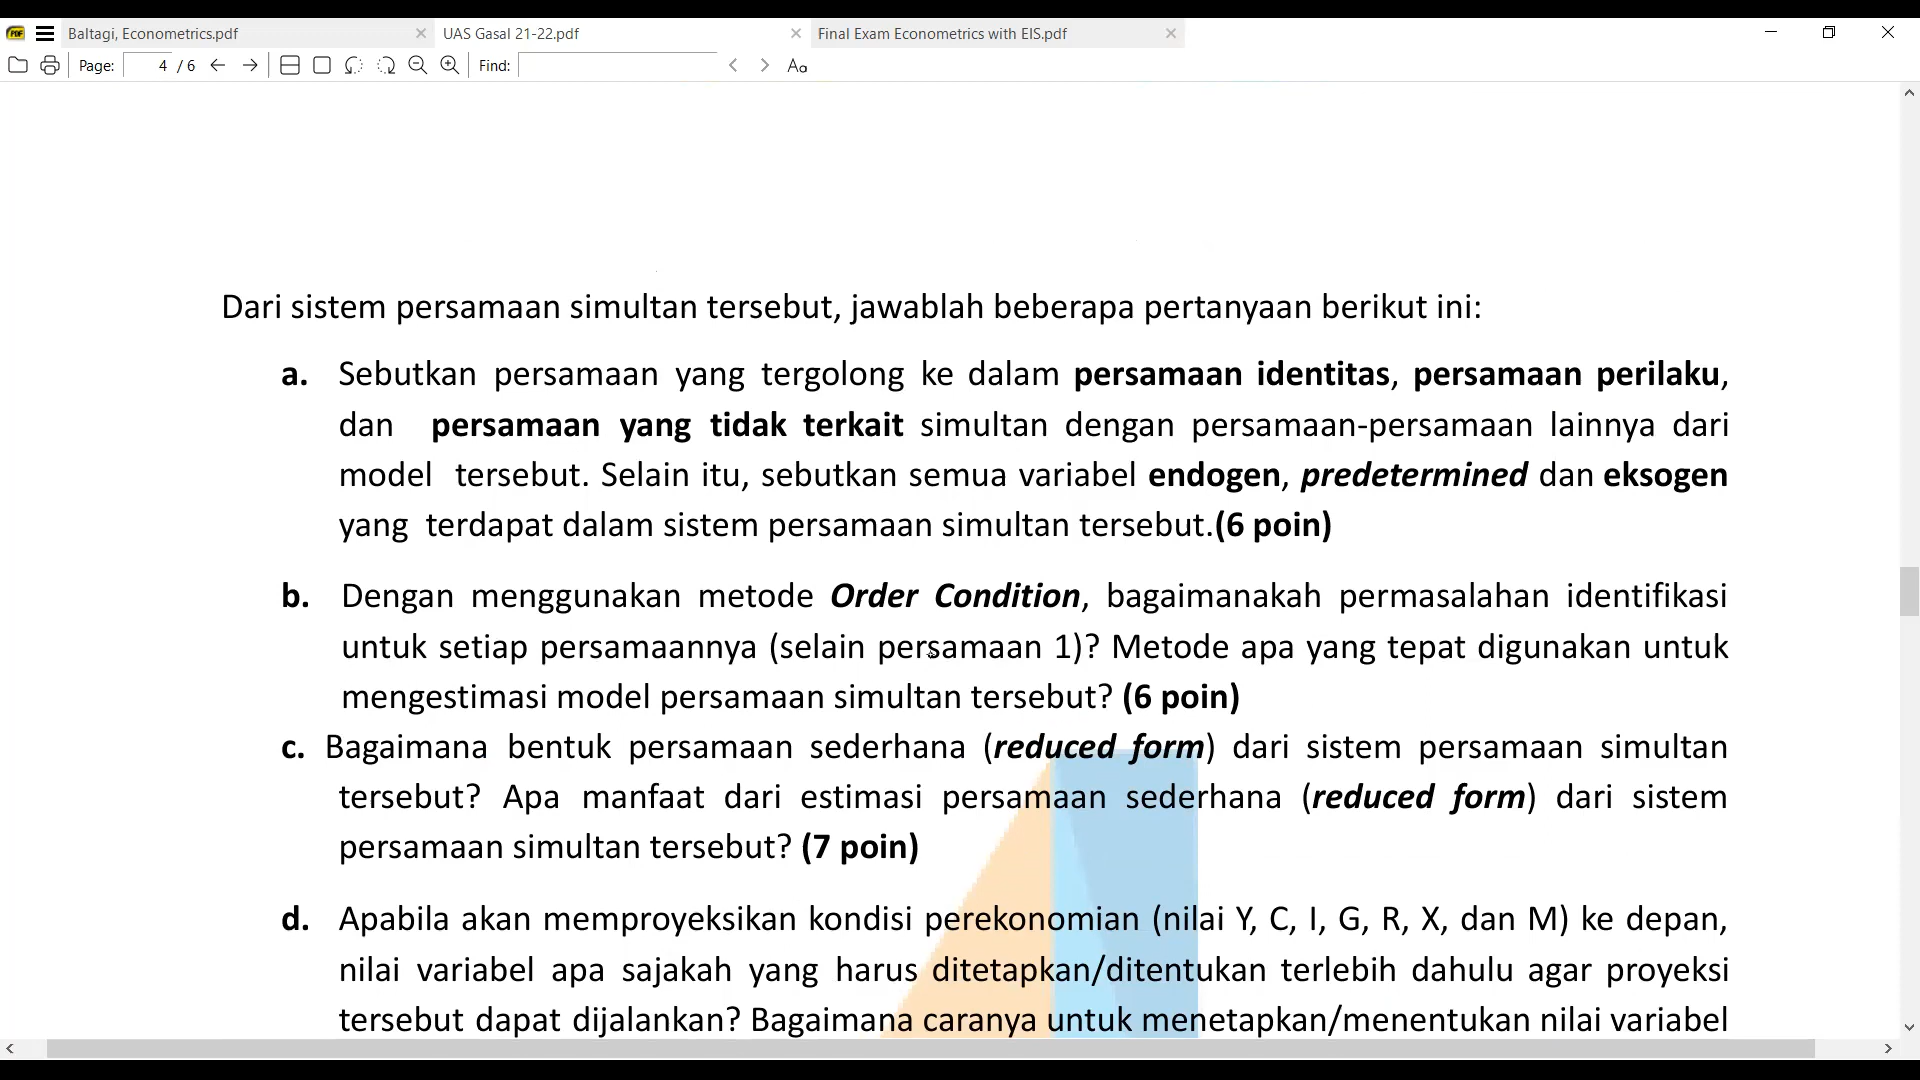 Baltagi, Econometrics.pdf
UAS Gasal 21-22.pdf
Final Exam Econometrics with EIS.pdf
Page: 4 / 6
Find:
Aa
Dari sistem persamaan simultan tersebut, jawablah beberapa pertanyaan berikut ini:
a. Sebutkan persamaan yang tergolong ke dalam persamaan identitas, persamaan perilaku,
dan persamaan yang tidak terkait simultan dengan persamaan-persamaan lainnya dari
model tersebut. Selain itu, sebutkan semua variabel endogen, predetermined dan eksogen
yang terdapat dalam sistem persamaan simultan tersebut.(6 poin)
b. Dengan menggunakan metode Order Condition, bagaimanakah permasalahan identifikasi
untuk setiap persamaannya (selain persamaan 1)? Metode apa yang tepat digunakan untuk
mengestimasi model persamaan simultan tersebut? (6 poin)
c. Bagaimana bentuk persamaan sederhana (reduced form) dari sistem persamaan simultan
tersebut? Apa manfaat dari estimasi persamaan sederhana (reduced form) dari sistem
persamaan simultan tersebut? (7 poin)
d. Apabila akan memproyeksikan kondisi perekonomian (nilai Y, C, I, G, R, X, dan M) ke depan,
nilai variabel apa sajakah yang harus ditetapkan/ditentukan terlebih dahulu agar proyeksi
tersebut dapat dijalankan? Bagaimana caranya untuk menetapkan/menentukan nilai variabel